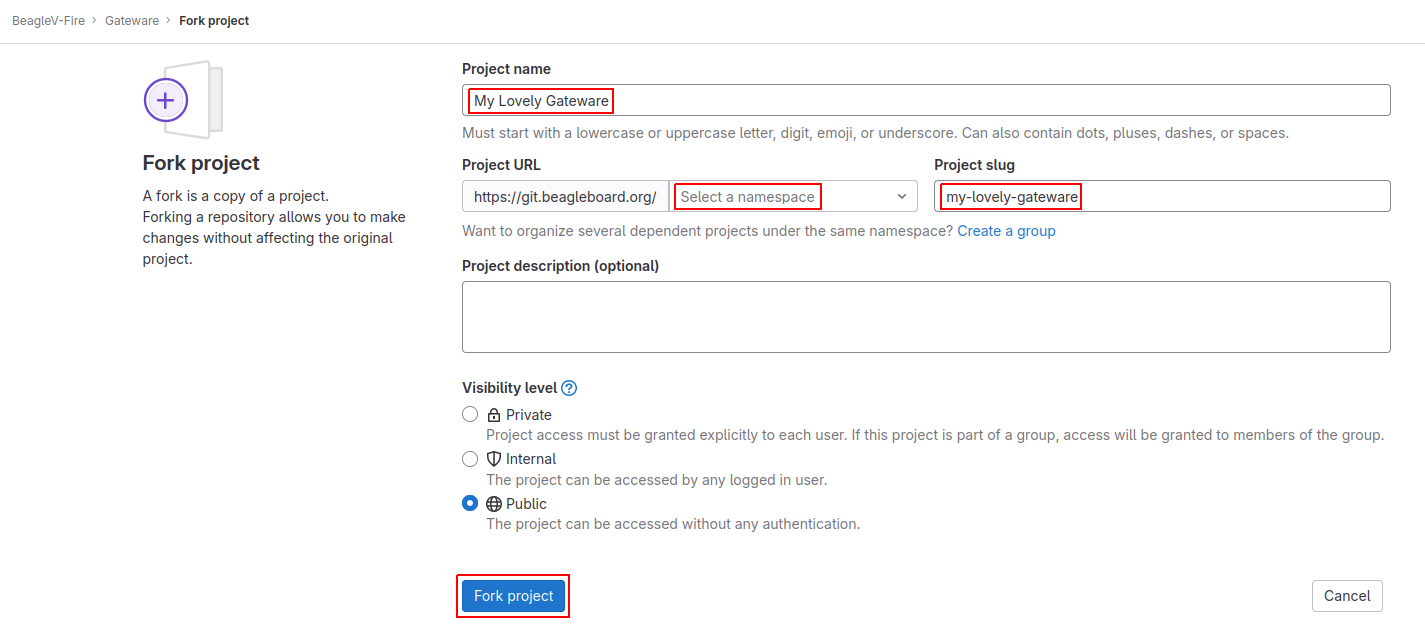 BeagleV-Fire › Gateware › Fork project
Fork project
A fork is a copy of a project.
Forking a repository allows you to make
changes without affecting the original
project.
Project name
My Lovely Gateware
Must start with a lowercase or uppercase letter, digit, emoji, or underscore. Can also contain dots, pluses, dashes, or spaces.
Project URL
https://git.beagleboard.org/
Select a namespace
Project slug
my-lovely-gateware
Want to organize several dependent projects under the same namespace? Create a group
Project description (optional)
Visibility level ?
Private
Project access must be granted explicitly to each user. If this project is part of a group, access will be granted to members of the group.
Internal
The project can be accessed by any logged in user.
Public
The project can be accessed without any authentication.
Fork project
Cancel